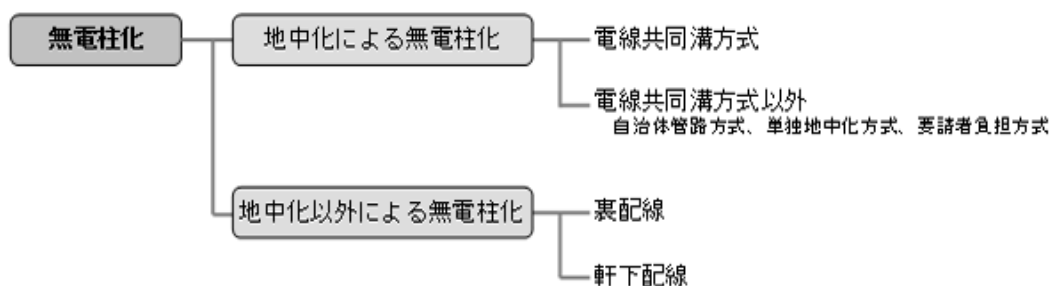 無電柱化
地中化による無電柱化
電線共同溝方式
電線共同溝方式以外
自治体管路方式、単独地中化方式、要請者負担方式
地中化以外による無電柱化
裏配線
軒下配線